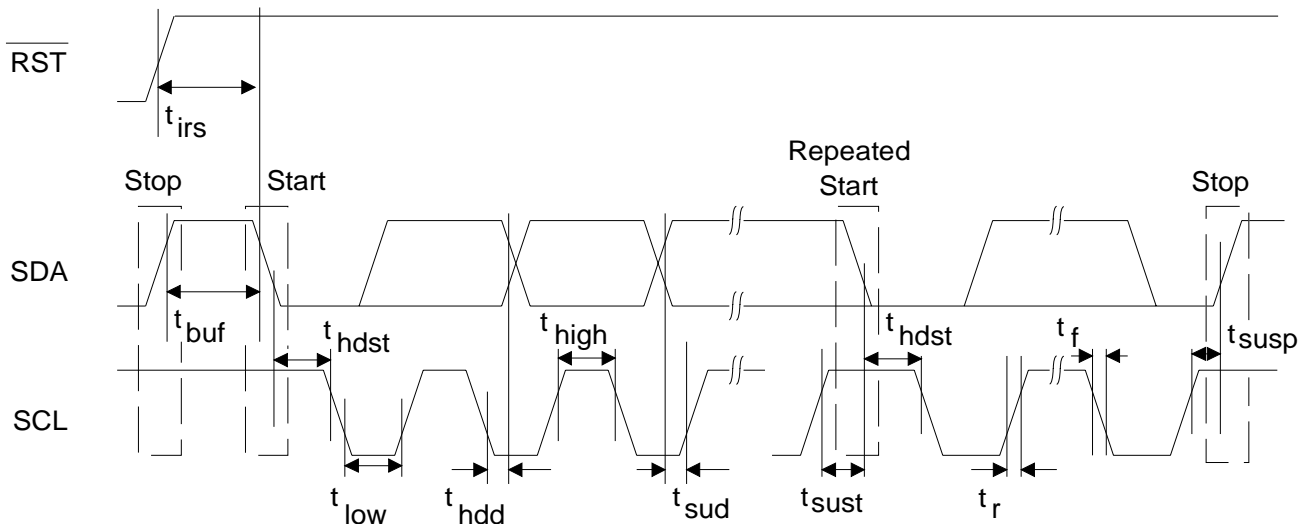 RST
t irs
Repeated
Stop Start Start Stop
SDA
t buf t hdst t high t hdst t f t susp
SCL
t low t hdd t sud t sust t r